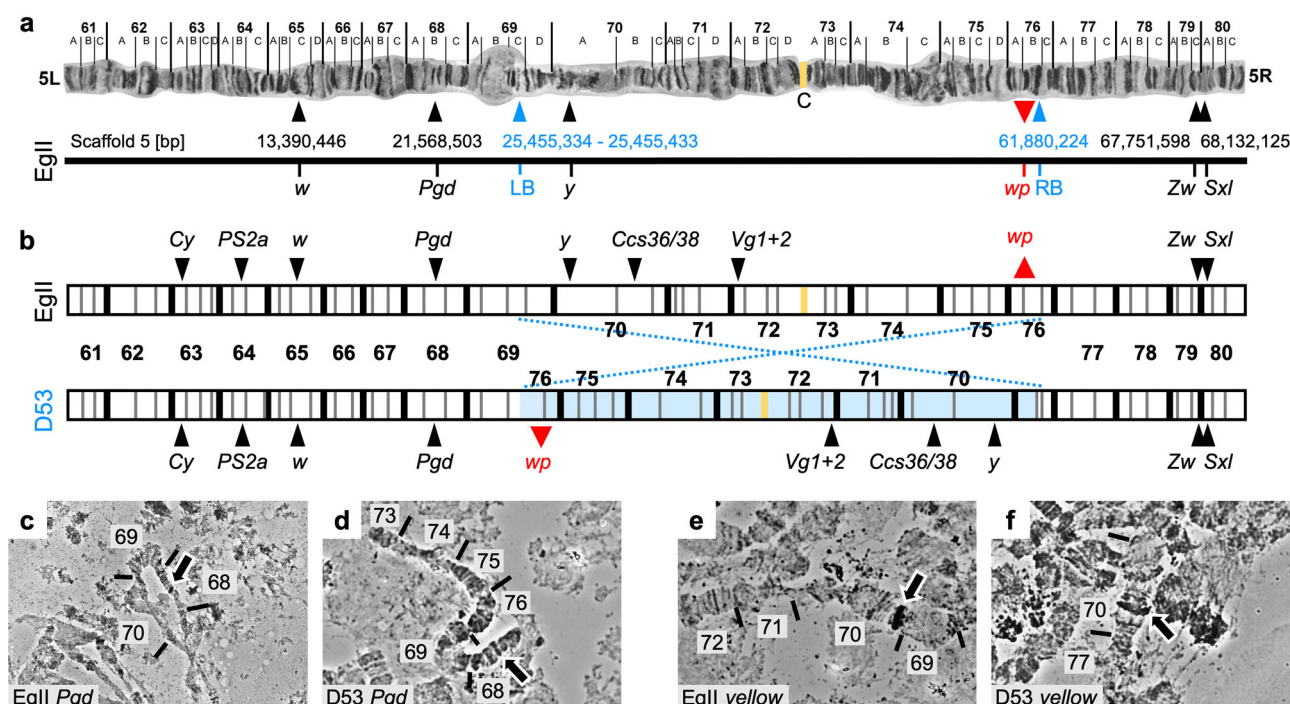 a
61 62 63 64 65 66 67 68 69 70 71 72 73 74 75 76 77 78 79 80
A B C A B C A B C D A B C A B C D A B C A B C A B C A B C D A B C A B C D A B C D A B C A B C A B C D A B C A B C A B C A B C A B C
5L 5R
C
EgII
Scaffold 5 [bp] 13,390,446 21,568,503 25,455,334 - 25,455,433 61,880,224 67,751,598 68,132,125
w Pgd LB y wp RB Zw Sxl
b
Cy PS2a w Pgd y Ccs36/38 Vg1+2 wp Zw Sxl
EgII
70 71 72 73 74 75 76
61 62 63 64 65 66 67 68 69 77 78 79 80
76 75 74 73 72 71 70
D53
Cy PS2a w Pgd wp Vg1+2 Ccs36/38 y Zw Sxl
c
69
68
70
EgII Pgd
d
73
74
75
76
69
68
D53 Pgd
e
72
71
70
69
EgII yellow
f
70
77
D53 yellow